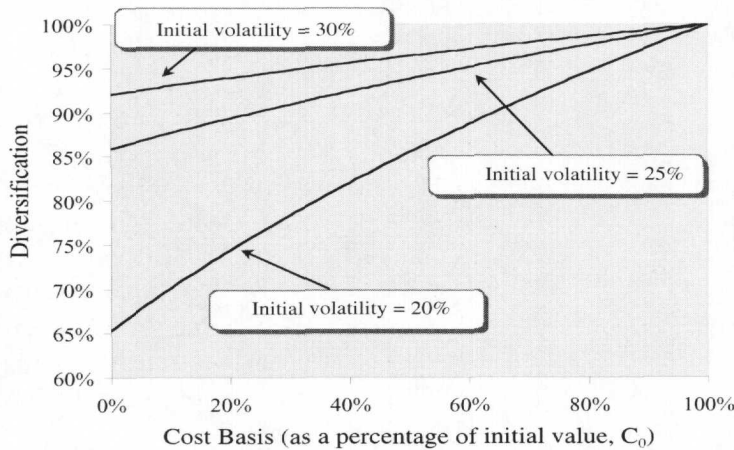 100%
Initial volatility = 30%
95%
90%
85%
Initial volatility = 25%
80%
75%
70%
Initial volatility = 20%
65%
60%
Diversification
0% 20% 40% 60% 80% 100%
Cost Basis (as a percentage of initial value, C₀)